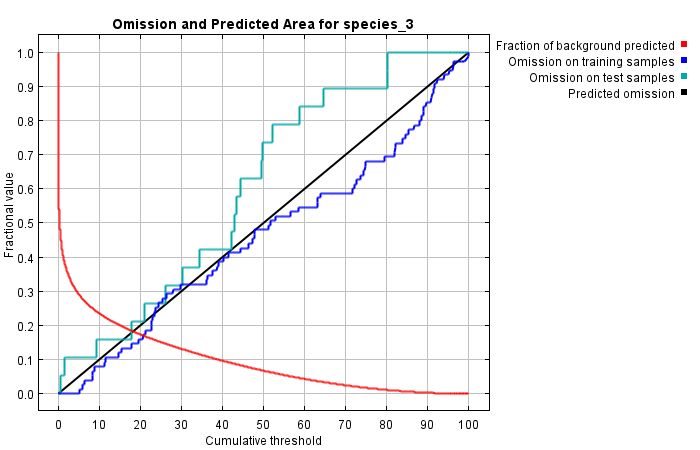 Omission and Predicted Area for species_3
Fraction of background predicted
Omission on training samples
Omission on test samples
Predicted omission
Fractional value
1.0
0.9
0.8
0.7
0.6
0.5
0.4
0.3
0.2
0.1
0.0
0 10 20 30 40 50 60 70 80 90 100
Cumulative threshold